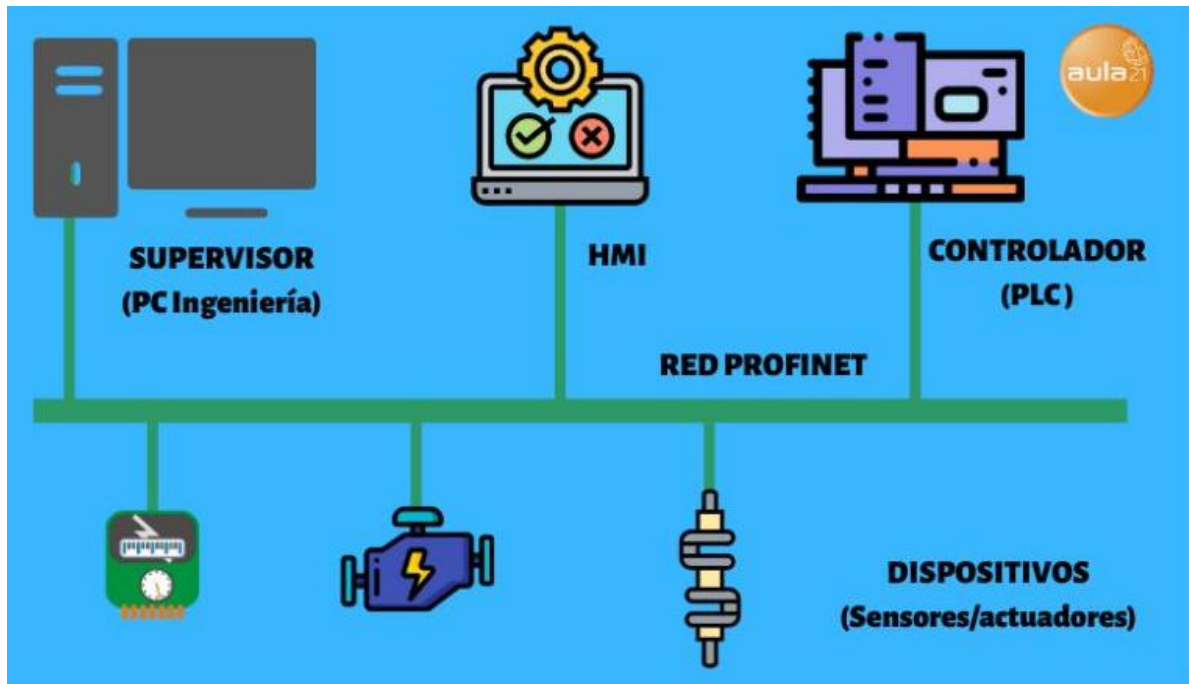 aula21
SUPERVISOR
(PC Ingeniería)
HMI
CONTROLADOR
(PLC)
RED PROFINET
DISPOSITIVOS
(Sensores/actuadores)